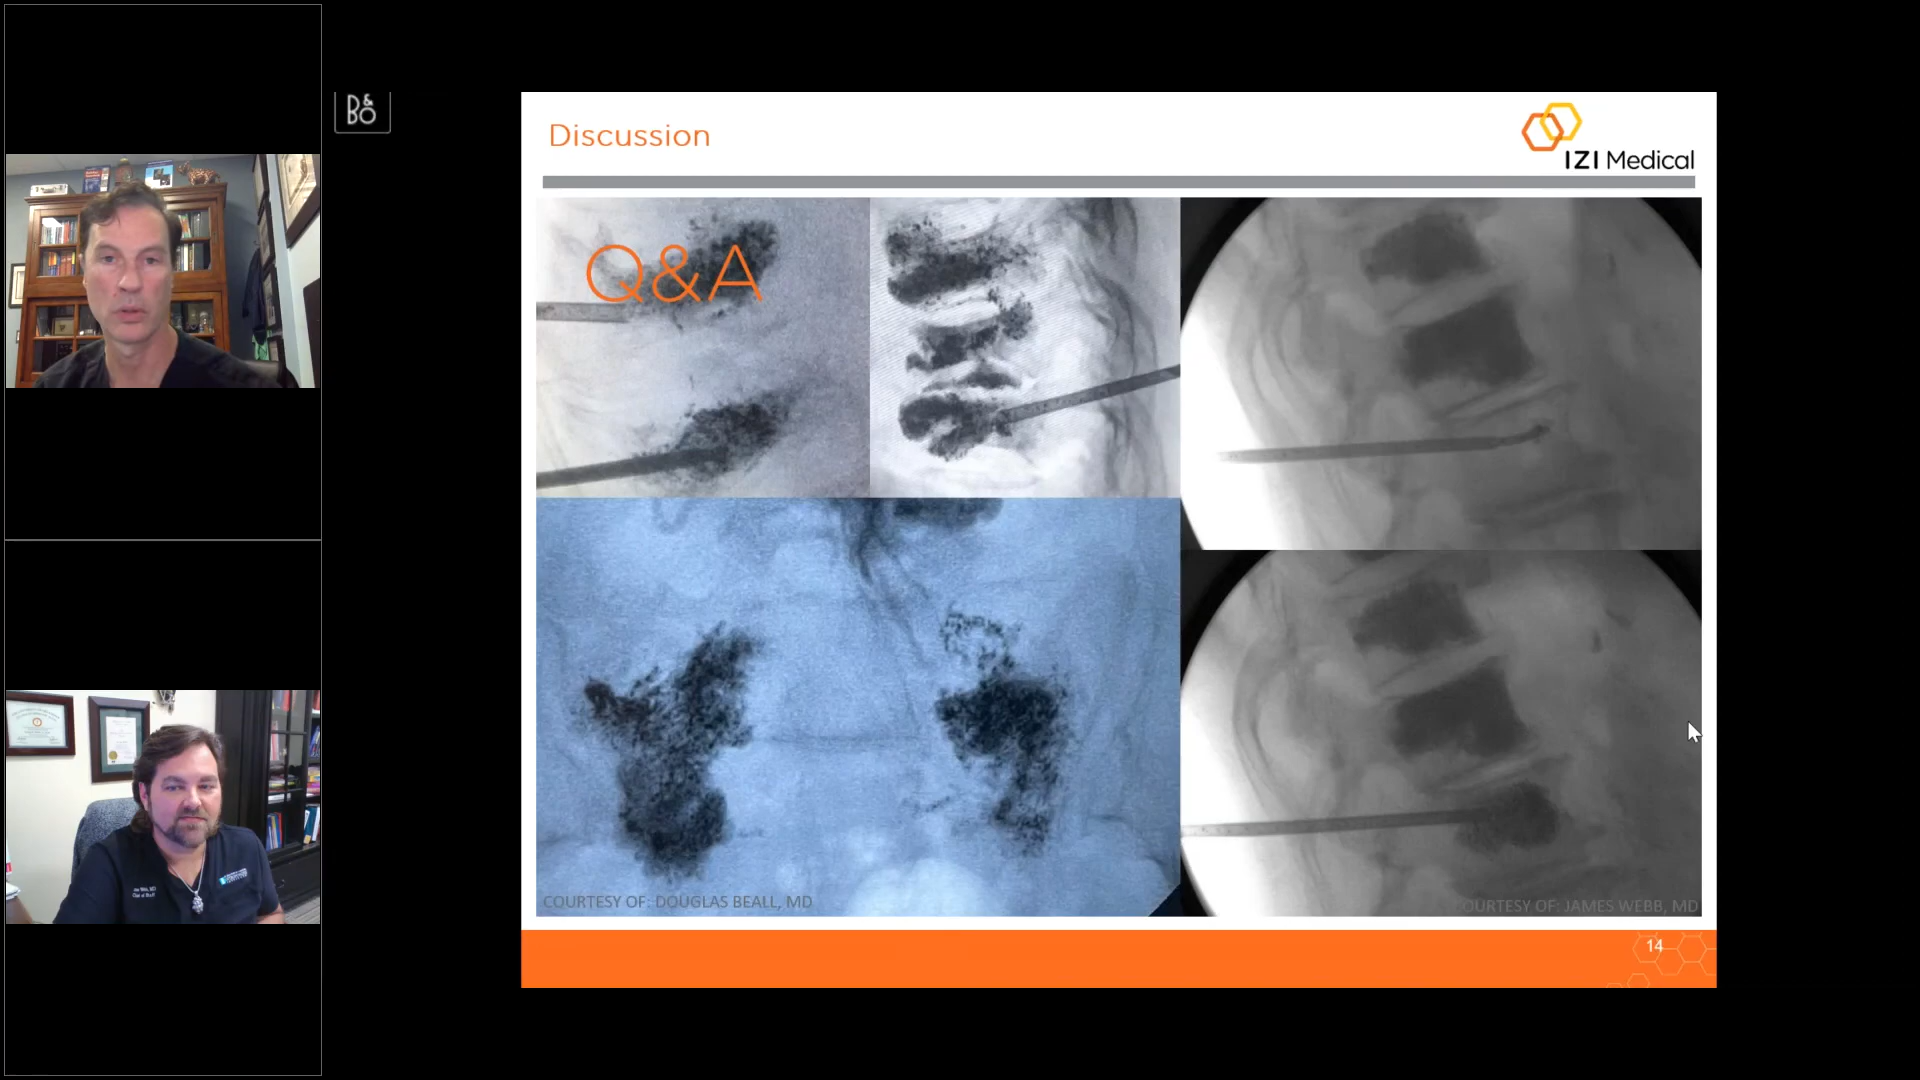 B&O
Discussion
IZI Medical
Q&A
COURTESY OF: DOUGLAS BEALL, MD
OURTESY OF: JAMES WEBB, MD
14